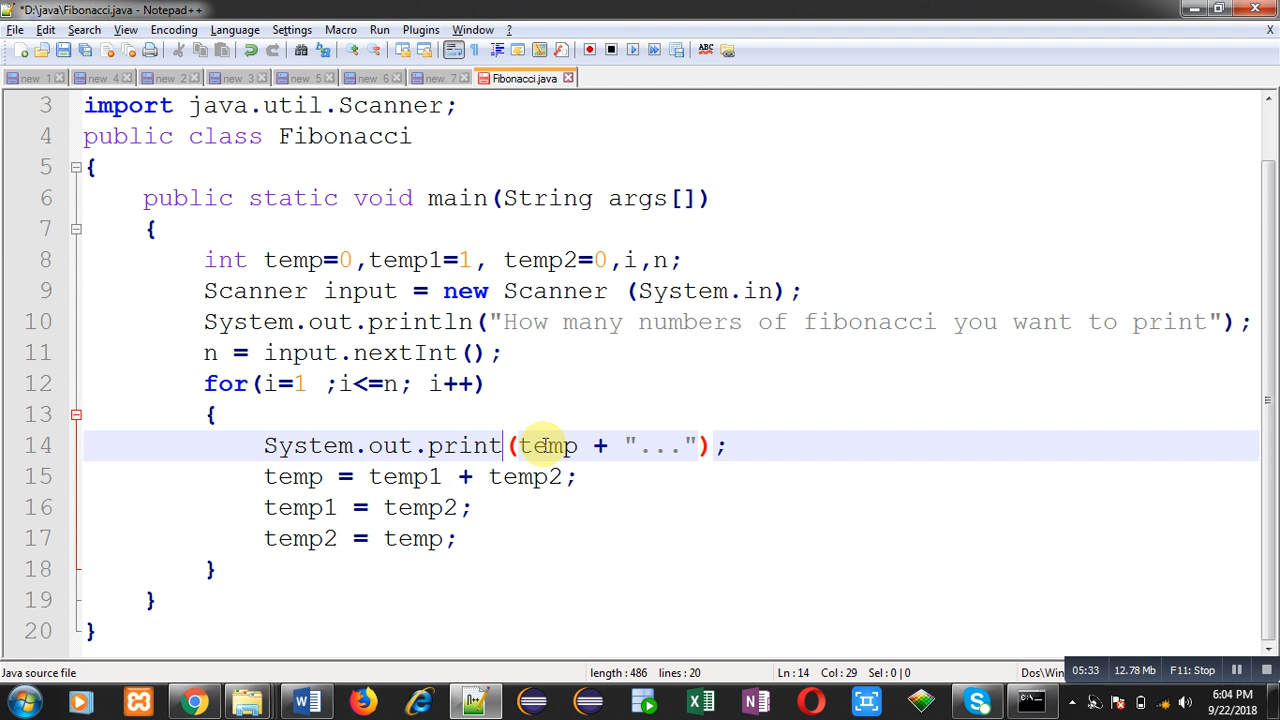 *D:\java\Fibonacci.java - Notepad++
File Edit Search View Encoding Language Settings Macro Run Plugins Window ? X
new 1 new 4 new 2 new 3 new 5 new 6 new 7 Fibonacci.java
3 import java.util.Scanner;
4 public class Fibonacci
5 {
6 public static void main(String args[])
7 {
8 int temp=0,temp1=1, temp2=0,i,n;
9 Scanner input = new Scanner (System.in);
10 System.out.println("How many numbers of fibonacci you want to print");
11 n = input.nextInt();
12 for(i=1 ;i<=n; i++)
13 {
14 System.out.print(temp + "...");
15 temp = temp1 + temp2;
16 temp1 = temp2;
17 temp2 = temp;
18 }
19 }
20 }
Java source file length : 486 lines : 20 Ln : 14 Col : 29 Sel : 0 | 0 Dos\Win 05:33 12.78 Mb F11: Stop
6:04 PM
9/22/2018